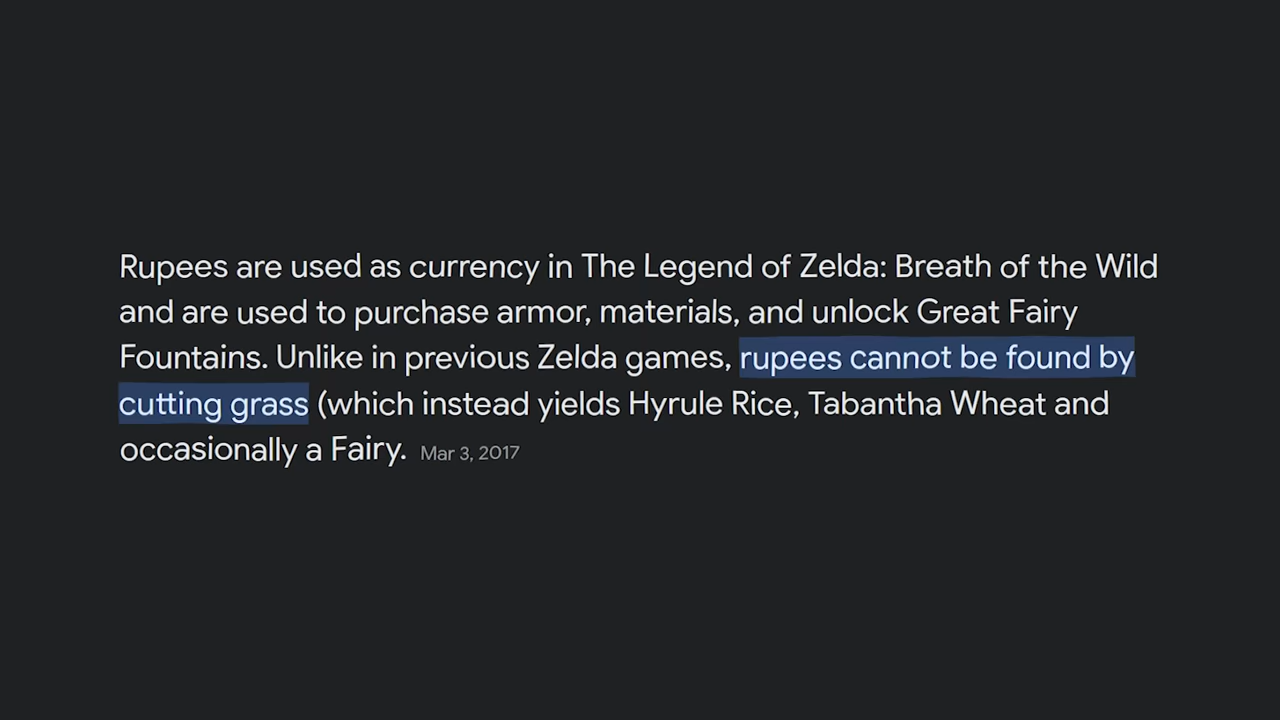 Rupees are used as currency in The Legend of Zelda: Breath of the Wild
and are used to purchase armor, materials, and unlock Great Fairy
Fountains. Unlike in previous Zelda games, rupees cannot be found by
cutting grass (which instead yields Hyrule Rice, Tabantha Wheat and
occasionally a Fairy. Mar 3, 2017